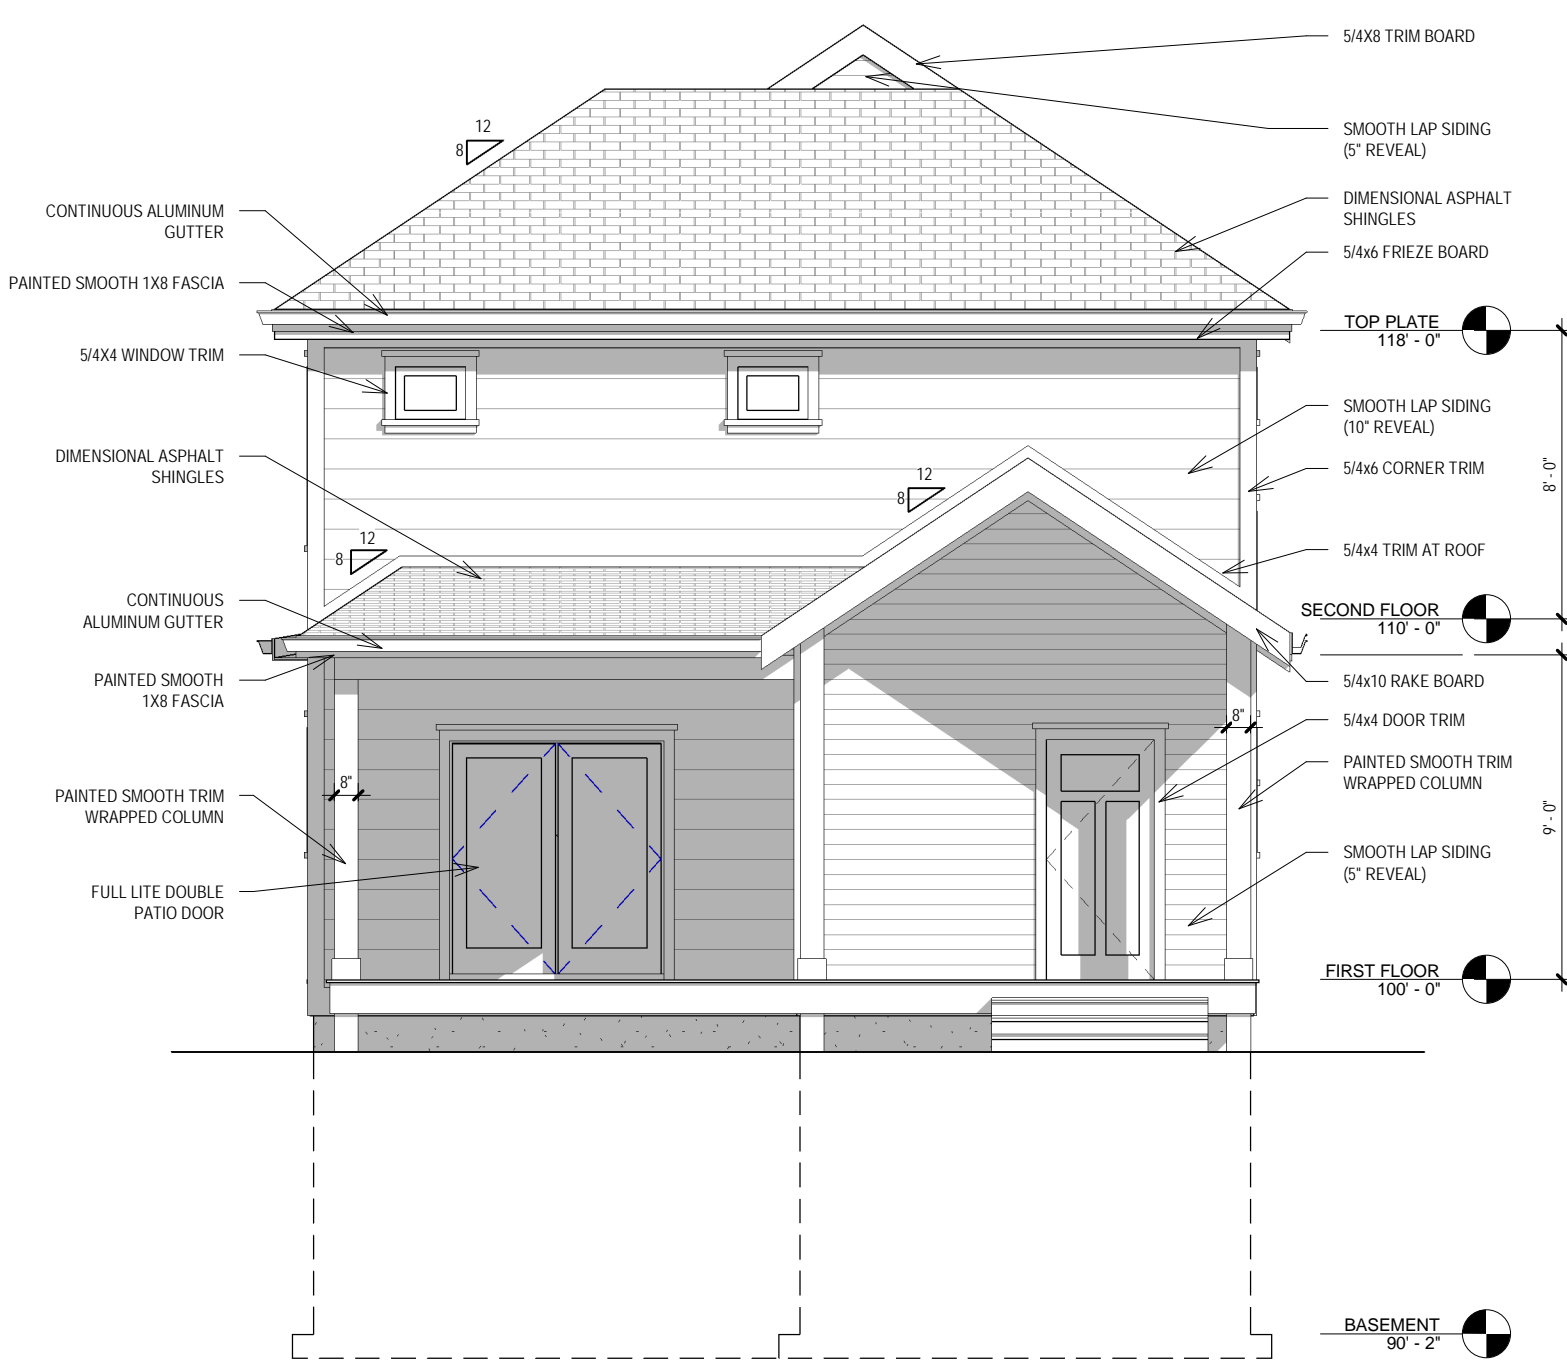 5/4X8 TRIM BOARD
SMOOTH LAP SIDING
(5" REVEAL)
DIMENSIONAL ASPHALT
SHINGLES
5/4x6 FRIEZE BOARD
TOP PLATE
118' - 0"
SMOOTH LAP SIDING
(10" REVEAL)
5/4x6 CORNER TRIM
8' - 0"
5/4x4 TRIM AT ROOF
SECOND FLOOR
110' - 0"
5/4x10 RAKE BOARD
5/4x4 DOOR TRIM
PAINTED SMOOTH TRIM
WRAPPED COLUMN
9' - 0"
SMOOTH LAP SIDING
(5" REVEAL)
FIRST FLOOR
100' - 0"
BASEMENT
90' - 2"
12
8
CONTINUOUS ALUMINUM
GUTTER
PAINTED SMOOTH 1X8 FASCIA
5/4X4 WINDOW TRIM
DIMENSIONAL ASPHALT
SHINGLES
12
8
12
8
CONTINUOUS
ALUMINUM GUTTER
PAINTED SMOOTH
1X8 FASCIA
8"
8"
PAINTED SMOOTH TRIM
WRAPPED COLUMN
FULL LITE DOUBLE
PATIO DOOR